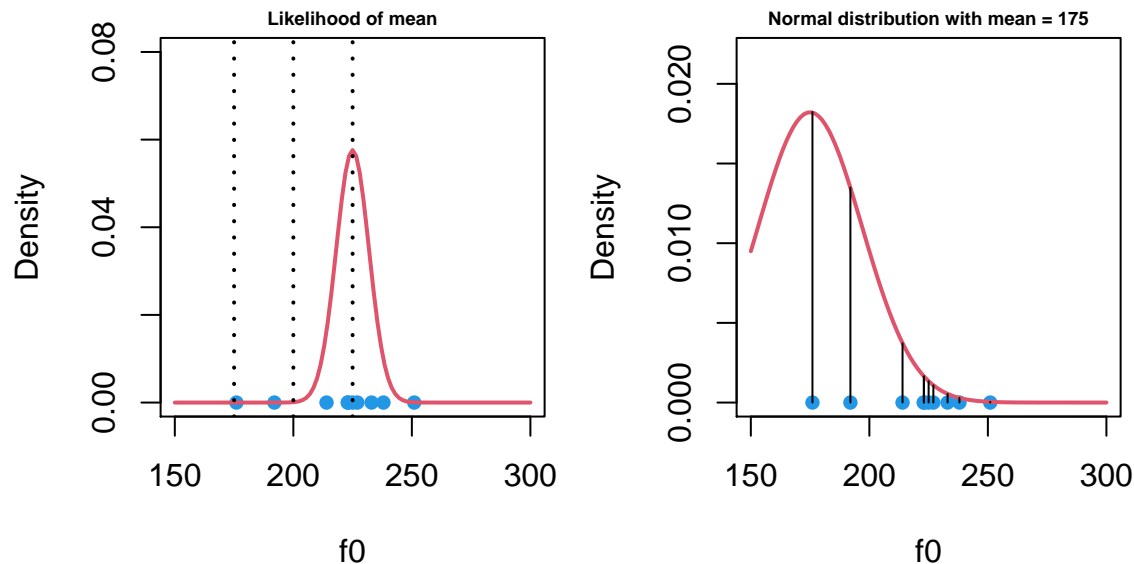 Likelihood of mean
Density
0.00
0.04
0.08
150
200
250
300
f0
Normal distribution with mean = 175
Density
0.000
0.010
0.020
150
200
250
300
f0